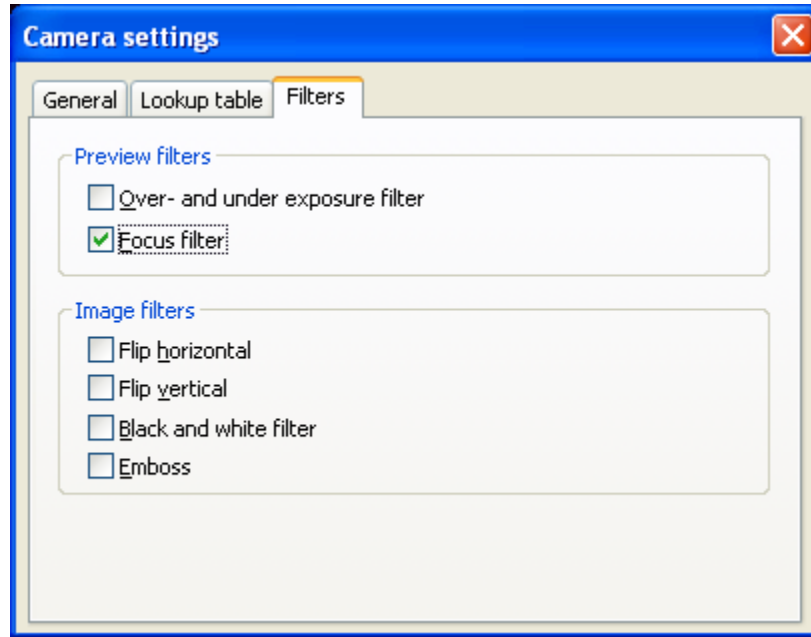 Camera settings
General
Lookup table
Filters
Preview filters
Over- and under exposure filter
Focus filter
Image filters
Flip horizontal
Flip vertical
Black and white filter
Emboss